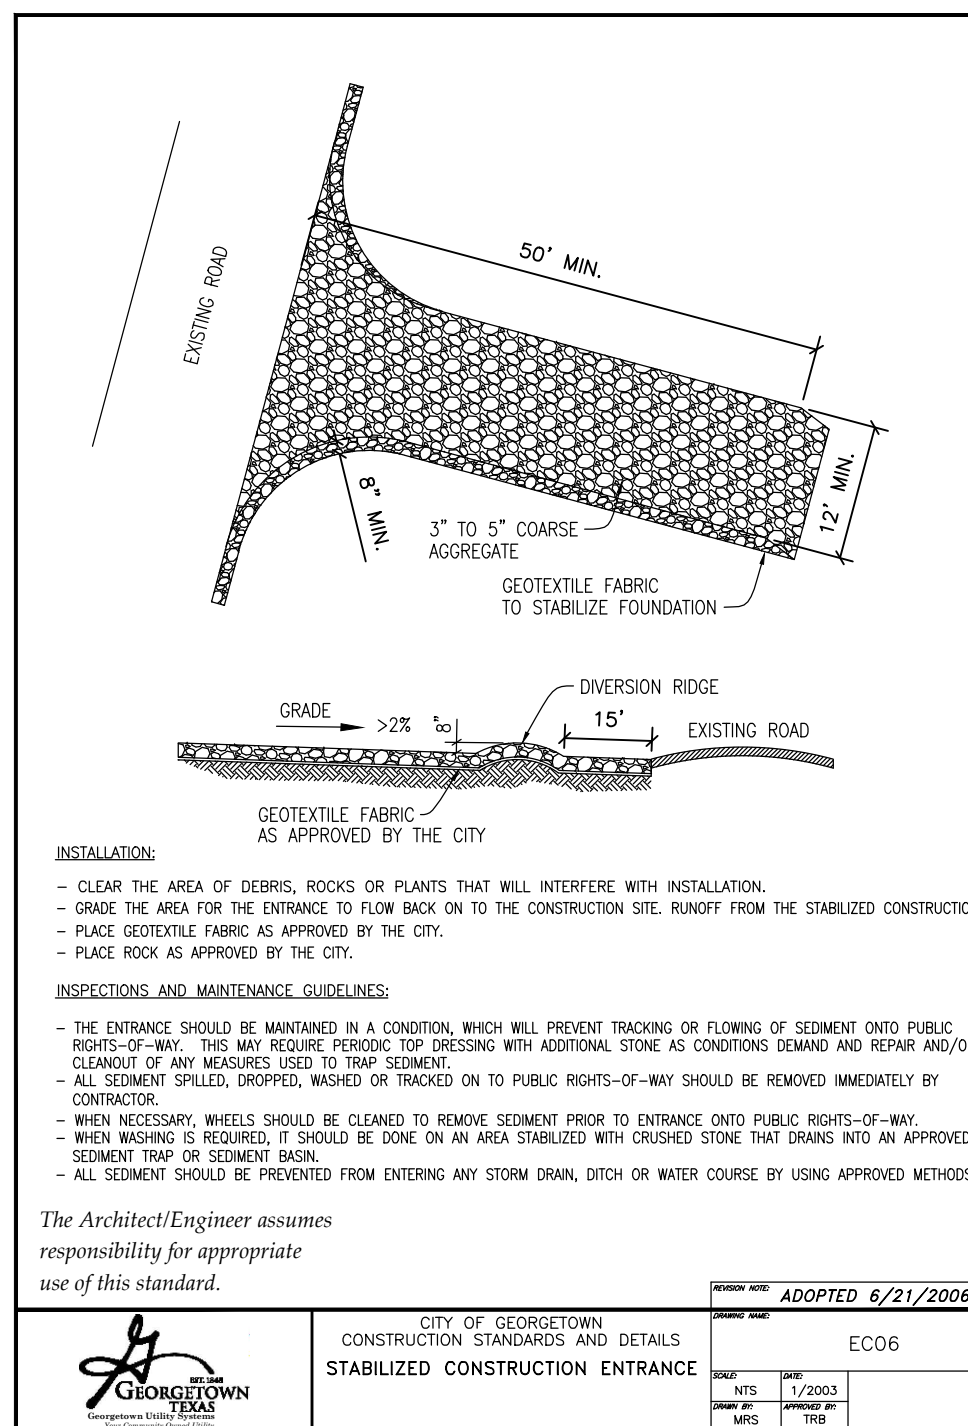 50' MIN.
EXISTING ROAD
8" MIN.
12' MIN.
3" TO 5" COARSE
AGGREGATE
GEOTEXTILE FABRIC
TO STABILIZE FOUNDATION
DIVERSION RIDGE
GRADE
>2%
8"
15'
EXISTING ROAD
GEOTEXTILE FABRIC
AS APPROVED BY THE CITY
INSTALLATION:
– CLEAR THE AREA OF DEBRIS, ROCKS OR PLANTS THAT WILL INTERFERE WITH INSTALLATION.
– GRADE THE AREA FOR THE ENTRANCE TO FLOW BACK ON TO THE CONSTRUCTION SITE. RUNOFF FROM THE STABILIZED CONSTRUCTIO
– PLACE GEOTEXTILE FABRIC AS APPROVED BY THE CITY.
– PLACE ROCK AS APPROVED BY THE CITY.
INSPECTIONS AND MAINTENANCE GUIDELINES:
– THE ENTRANCE SHOULD BE MAINTAINED IN A CONDITION, WHICH WILL PREVENT TRACKING OR FLOWING OF SEDIMENT ONTO PUBLIC
RIGHTS–OF–WAY. THIS MAY REQUIRE PERIODIC TOP DRESSING WITH ADDITIONAL STONE AS CONDITIONS DEMAND AND REPAIR AND/O
CLEANOUT OF ANY MEASURES USED TO TRAP SEDIMENT.
– ALL SEDIMENT SPILLED, DROPPED, WASHED OR TRACKED ON TO PUBLIC RIGHTS–OF–WAY SHOULD BE REMOVED IMMEDIATELY BY
CONTRACTOR.
– WHEN NECESSARY, WHEELS SHOULD BE CLEANED TO REMOVE SEDIMENT PRIOR TO ENTRANCE ONTO PUBLIC RIGHTS–OF–WAY.
– WHEN WASHING IS REQUIRED, IT SHOULD BE DONE ON AN AREA STABILIZED WITH CRUSHED STONE THAT DRAINS INTO AN APPROVED
SEDIMENT TRAP OR SEDIMENT BASIN.
– ALL SEDIMENT SHOULD BE PREVENTED FROM ENTERING ANY STORM DRAIN, DITCH OR WATER COURSE BY USING APPROVED METHODS
The Architect/Engineer assumes
responsibility for appropriate
use of this standard.
REVISION NOTE:
ADOPTED 6/21/2006
EST. 1848
GEORGETOWN
TEXAS
Georgetown Utility Systems
Your Community Owned Utility
CITY OF GEORGETOWN
CONSTRUCTION STANDARDS AND DETAILS
STABILIZED CONSTRUCTION ENTRANCE
DRAWING NAME:
EC06
SCALE:
NTS
DATE:
1/2003
DRAWN BY:
MRS
APPROVED BY:
TRB